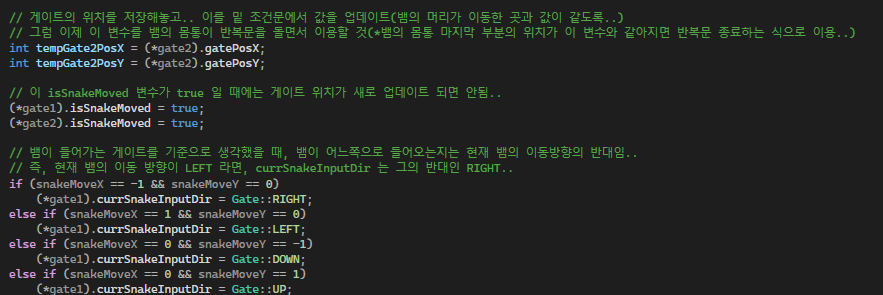 // 게이트의 위치를 저장해놓고.. 이를 밑 조건문에서 값을 업데이트(뱀의 머리가 이동한 곳과 값이 같도록..)
// 그럼 이제 이 변수를 뱀의 몸통이 반복문을 돌면서 이용할 것(*뱀의 몸통 마지막 부분의 위치가 이 변수와 같아지면 반복문 종료하는 식으로 이용..)
int tempGate2PosX = (*gate2).gatePosX;
int tempGate2PosY = (*gate2).gatePosY;
// 이 isSnakeMoved 변수가 true 일 때에는 게이트 위치가 새로 업데이트 되면 안됨..
(*gate1).isSnakeMoved = true;
(*gate2).isSnakeMoved = true;
// 뱀이 들어가는 게이트를 기준으로 생각했을 때, 뱀이 어느쪽으로 들어오는지는 현재 뱀의 이동방향의 반대임..
// 즉, 현재 뱀의 이동 방향이 LEFT 라면, currSnakeInputDir 는 그의 반대인 RIGHT..
if (snakeMoveX == -1 && snakeMoveY == 0)
(*gate1).currSnakeInputDir = Gate::RIGHT;
else if (snakeMoveX == 1 && snakeMoveY == 0)
(*gate1).currSnakeInputDir = Gate::LEFT;
else if (snakeMoveX == 0 && snakeMoveY == -1)
(*gate1).currSnakeInputDir = Gate::DOWN;
else if (snakeMoveX == 0 && snakeMoveY == 1)
(*gate1).currSnakeInputDir = Gate::UP;